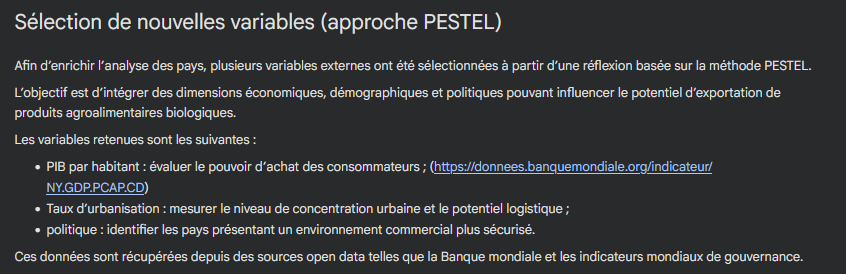 Sélection de nouvelles variables (approche PESTEL)
Afin d’enrichir l’analyse des pays, plusieurs variables externes ont été sélectionnées à partir d’une réflexion basée sur la méthode PESTEL.
L’objectif est d’intégrer des dimensions économiques, démographiques et politiques pouvant influencer le potentiel d’exportation de
produits agroalimentaires biologiques.
Les variables retenues sont les suivantes :
• PIB par habitant : évaluer le pouvoir d’achat des consommateurs ; (https://donnees.banquemondiale.org/indicateur/
NY.GDP.PCAP.CD)
• Taux d’urbanisation : mesurer le niveau de concentration urbaine et le potentiel logistique ;
• politique : identifier les pays présentant un environnement commercial plus sécurisé.
Ces données sont récupérées depuis des sources open data telles que la Banque mondiale et les indicateurs mondiaux de gouvernance.